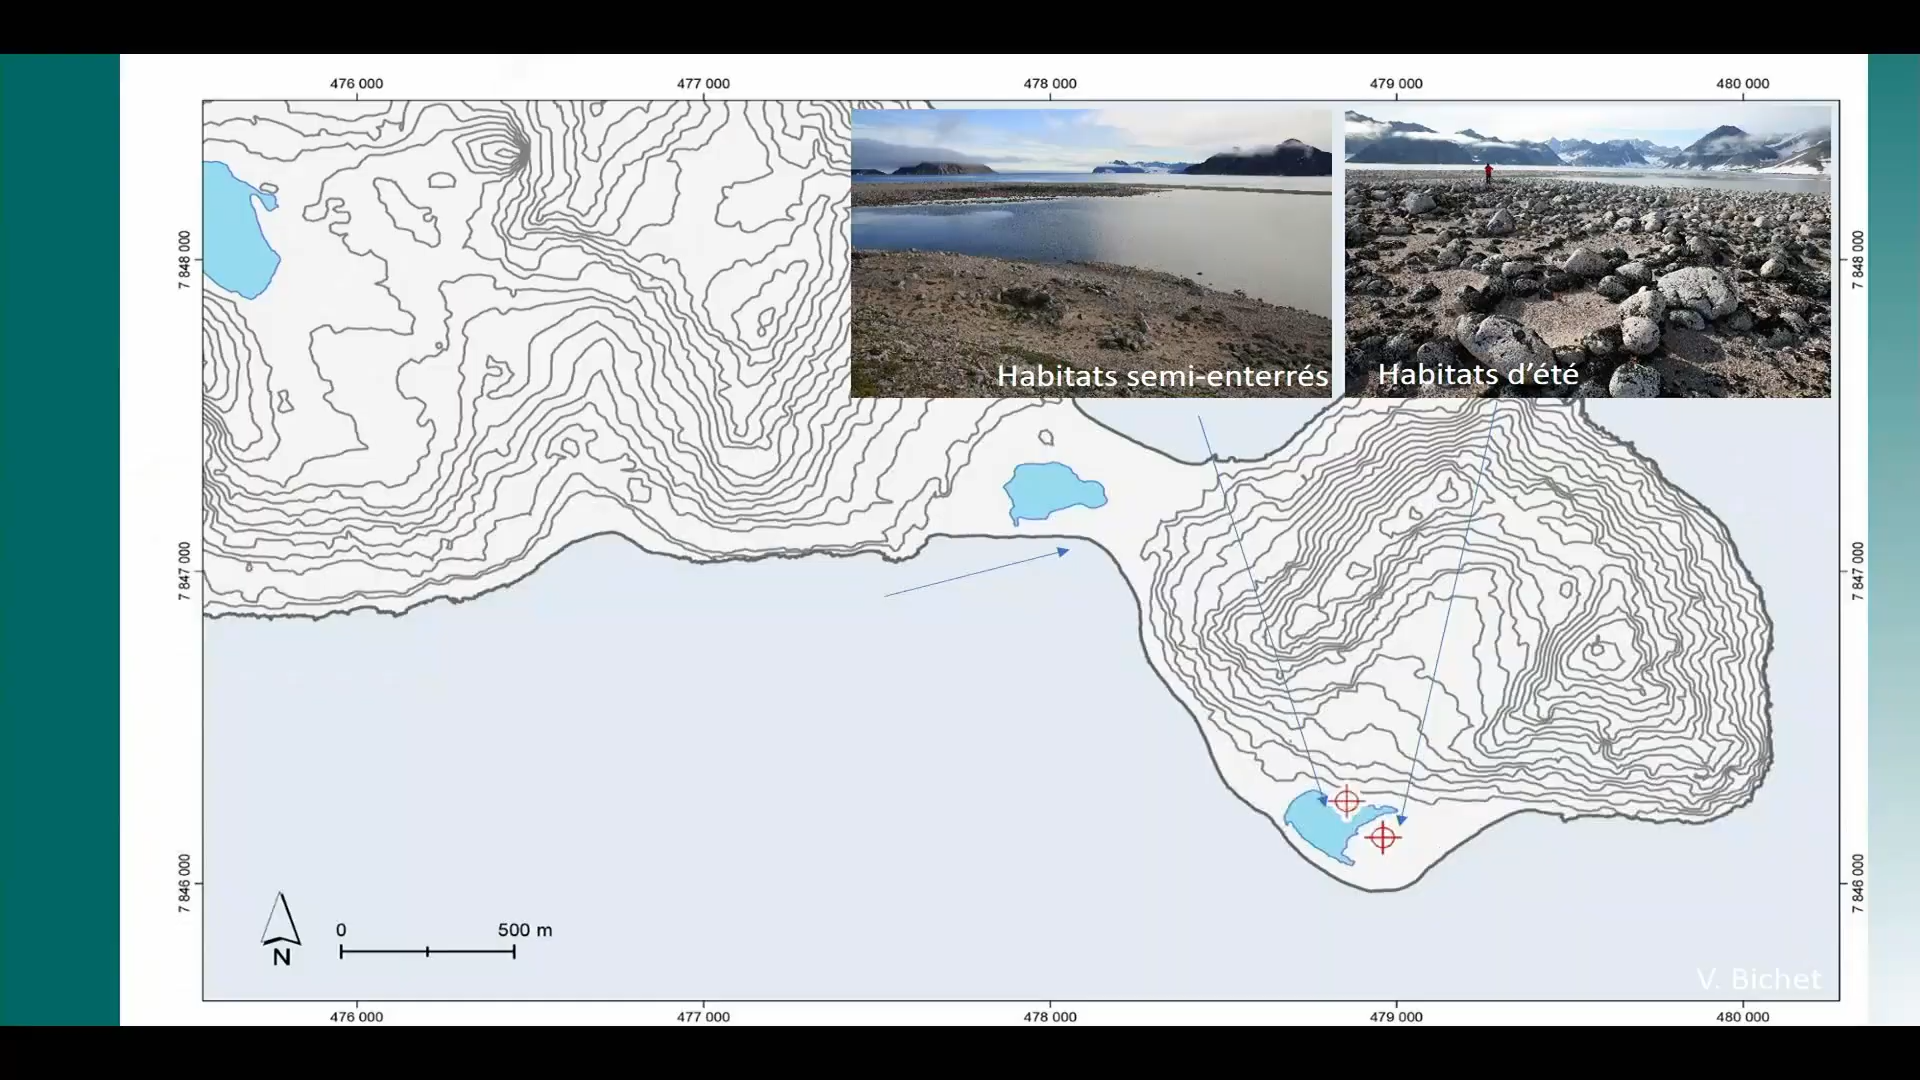 476 000
477 000
478 000
479 000
480 000
7 848 000
7 848 000
Habitats semi-enterrés
Habitats d’été
7 847 000
7 847 000
7 846 000
7 846 000
0
500 m
N
V. Bichet
476 000
477 000
478 000
479 000
480 000